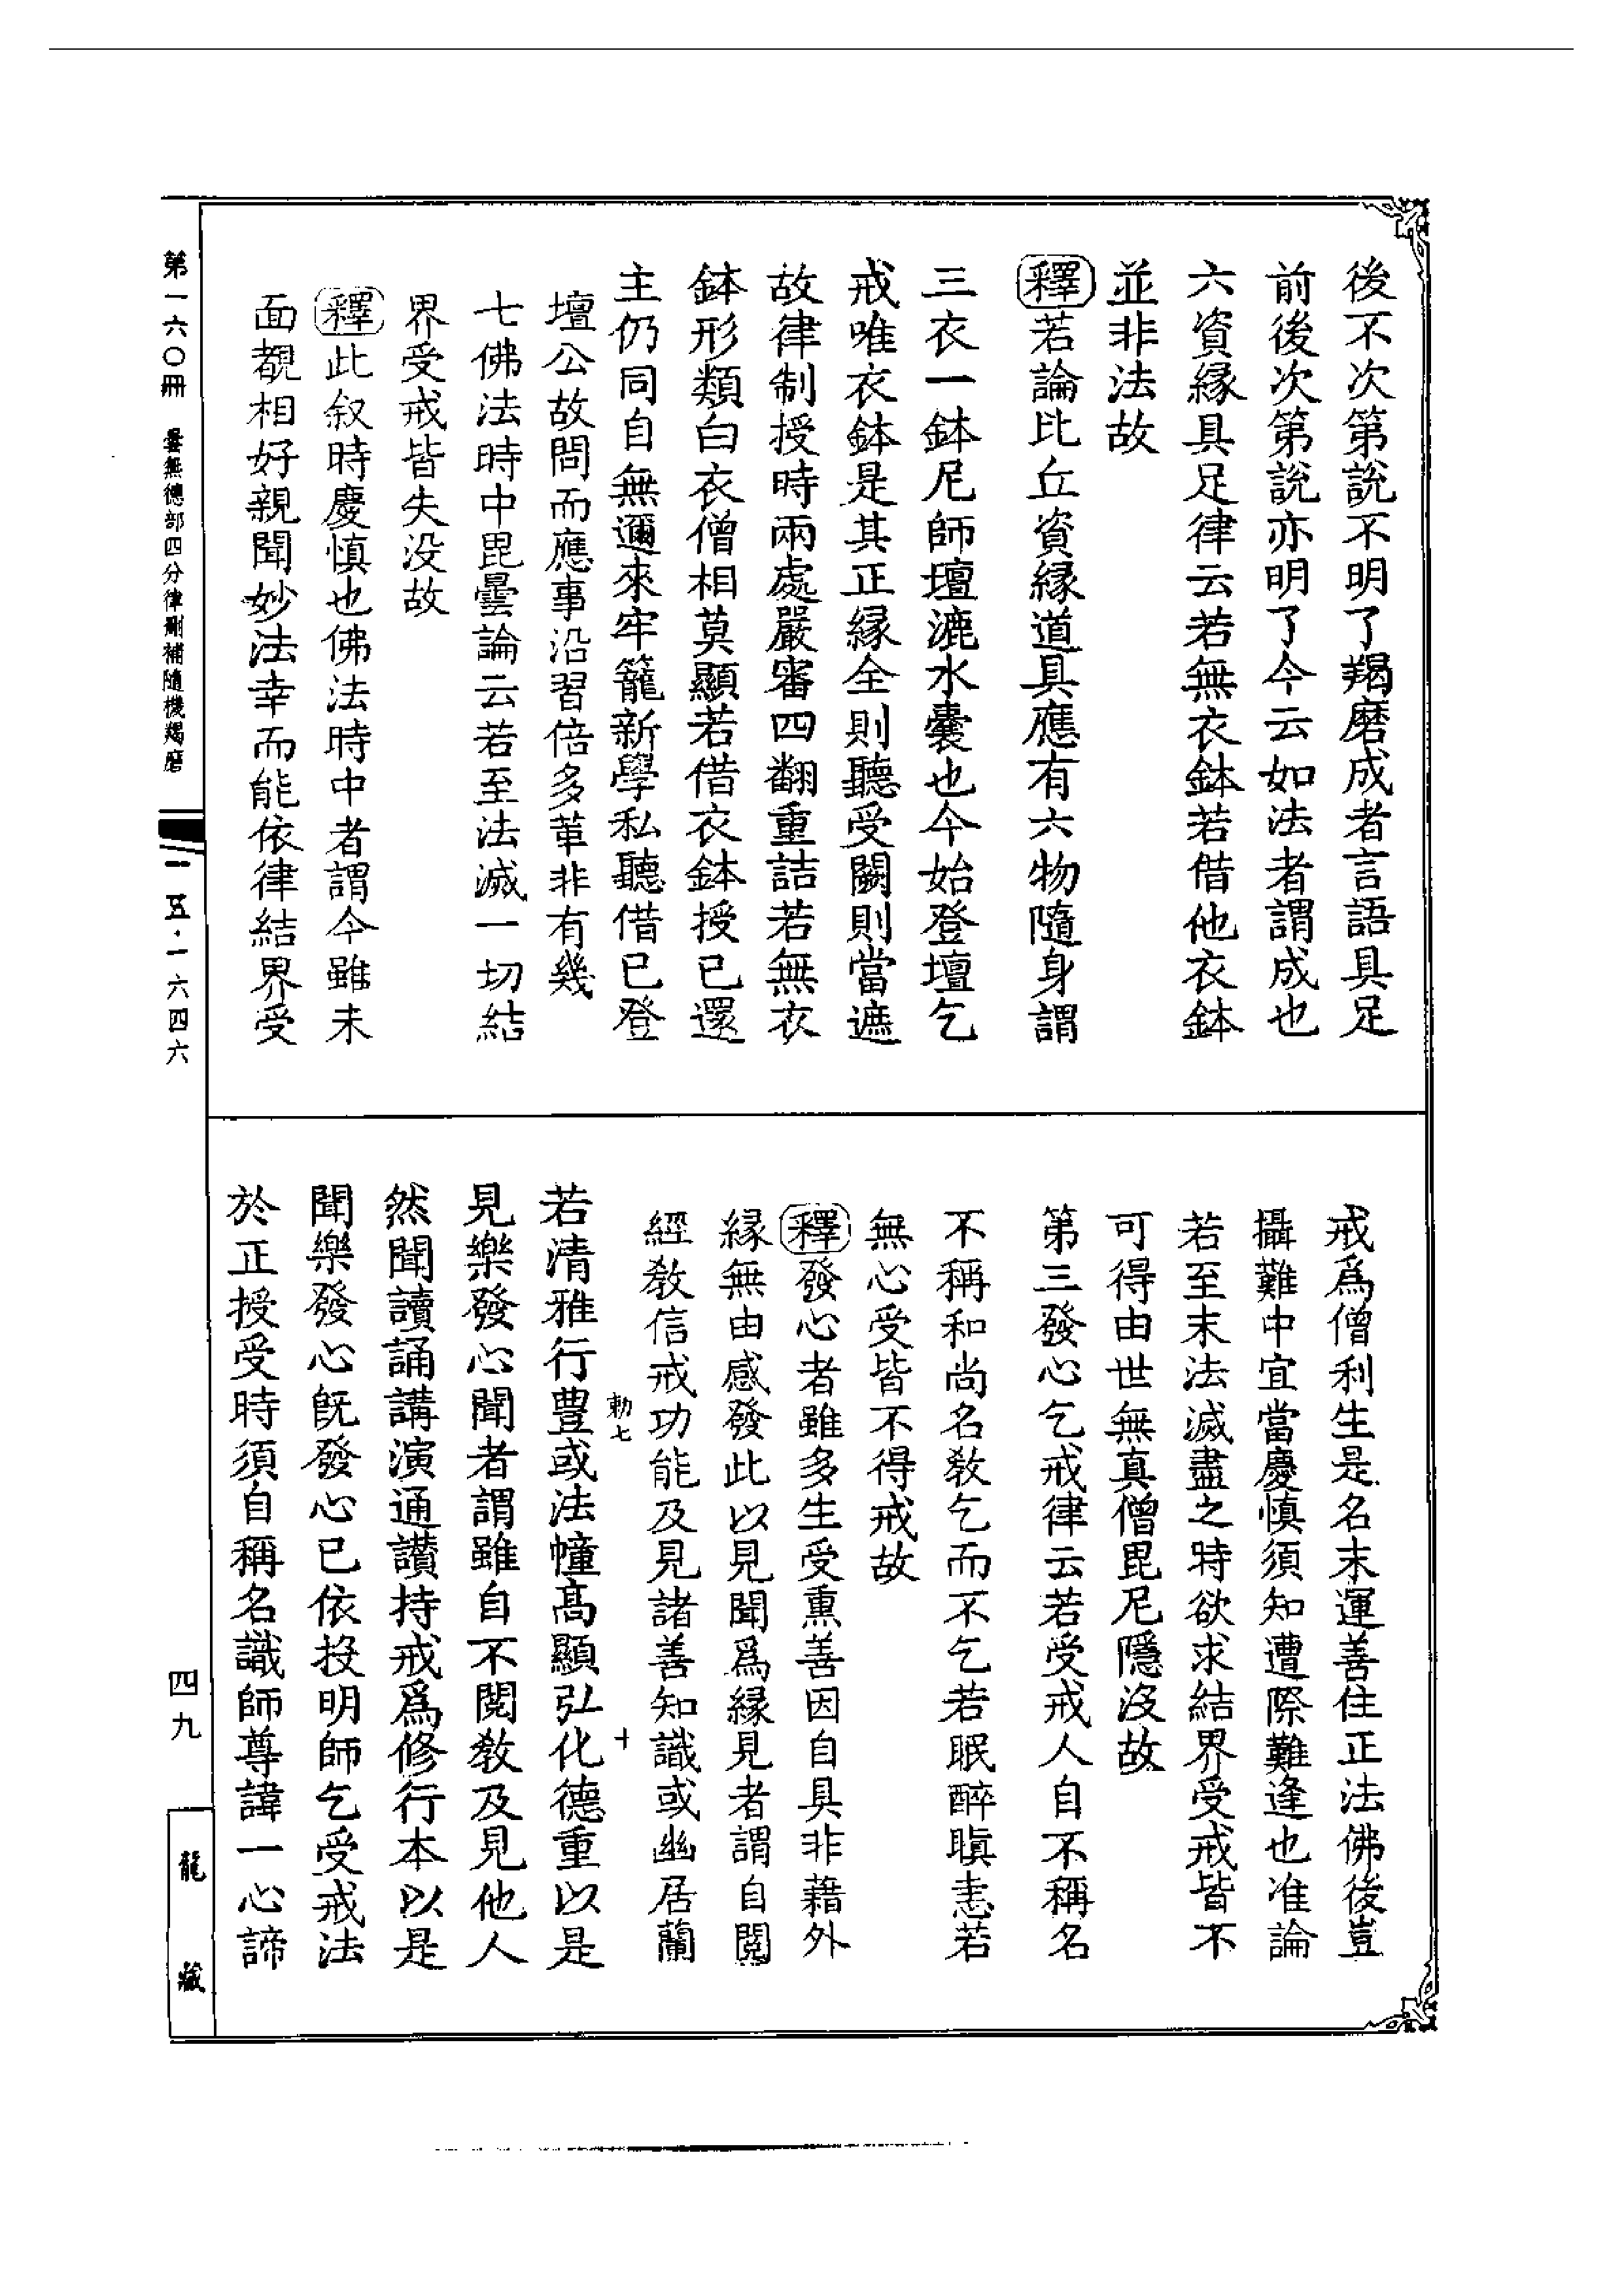 後不次第說不明了羯磨成者言語具足
前後次第說亦明了今云如法者謂成也
六資緣具足律云若無衣鉢若借他衣鉢
並非法故
釋若論比丘資緣道具應有六物隨身謂
三衣一鉢尼師壇漉水囊也今始登壇乞
戒唯衣鉢是其正緣全則聽受闕則當遮
故律制授時兩處嚴審四翻重詰若無衣
鉢形類白衣僧相莫顯若借衣鉢授已還
主仍同自無邇來牢籠新學私聽借已登
壇公故問而應事沿習倍多革非有幾
七佛法時中毘曇論云若至法滅一切結
界受戒皆失没故
釋此叙時慶慎也佛法時中者謂今雖未
面覩相好親聞妙法幸而能依律結界受
戒爲僧利生是名末運善住正法佛後豈
攝難中宜當慶慎須知遭際難逢也准論
若至末法滅盡之時欲求結界受戒皆不
可得由世無真僧毘尼隱沒故
第三發心乞戒律云若受戒人自不稱名
不稱和尚名教乞而不乞若眠醉瞋恚若
無心受皆不得戒故
釋發心者雖多生受熏善因自具非藉外
緣無由感發此以見聞爲緣見者謂自閱
經教信戒功能及見諸善知識或幽居蘭
若清雅行豊或法幢高顯弘化德重以是
見樂發心聞者謂雖自不閱教及見他人
然聞讀誦講演通讃持戒爲修行本以是
聞樂發心既發心已依投明師乞受戒法
於正授受時須自稱名識師尊諱一心諦
勅七
十
第一六〇冊 曇無德部四分律刪補隨機羯磨
一一五·一六四六
四九
龍藏